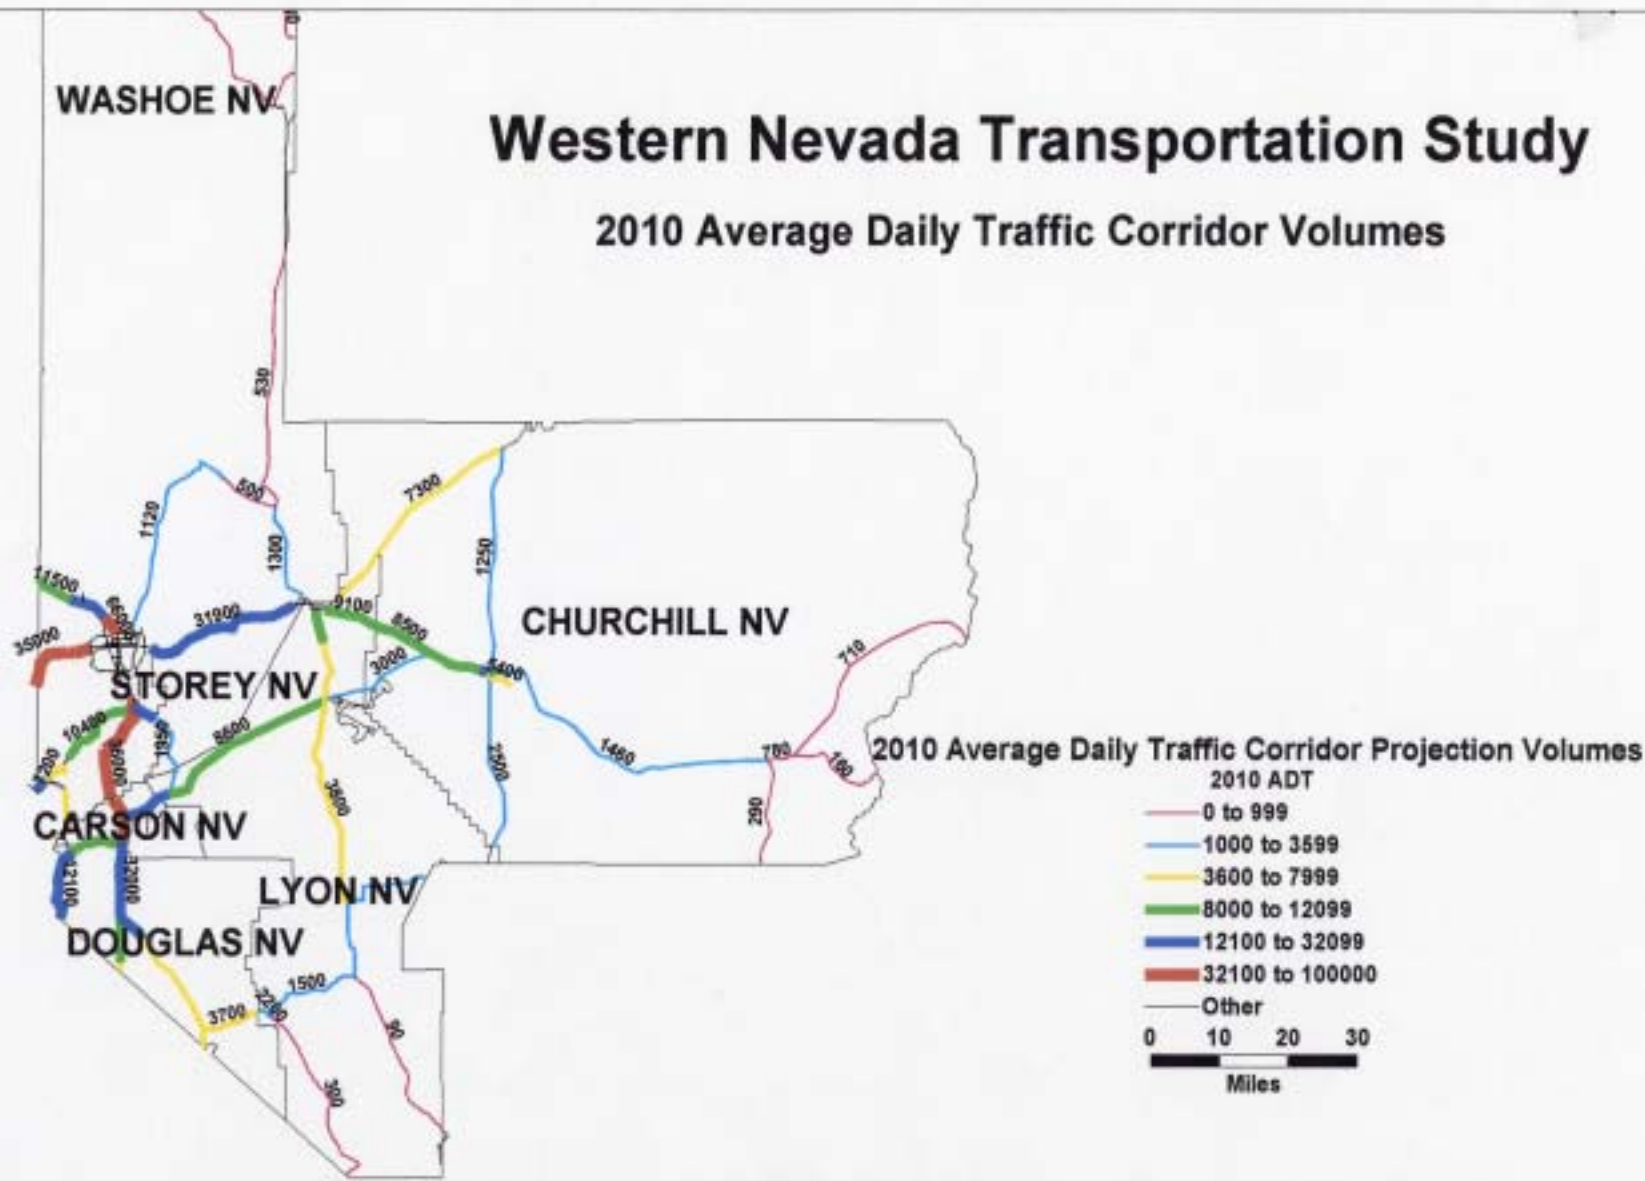 WASHOE NV
Western Nevada Transportation Study
2010 Average Daily Traffic Corridor Volumes
530
500
7300
1120
1300
1250
11500
66000
31900
9100
8500
CHURCHILL NV
35000
3000
5400
710
STOREY NV
10400
8600
1460
780
160
2500
3600
290
2010 Average Daily Traffic Corridor Projection Volumes
2010 ADT
0 to 999
1000 to 3599
3600 to 7999
8000 to 12099
12100 to 32099
32100 to 100000
Other
0 10 20 30
Miles
CARSON NV
12100
LYON NV
DOUGLAS NV
1500
3700
90
300